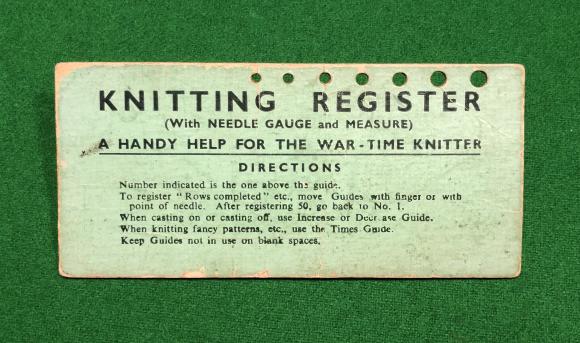 KNITTING REGISTER
(With NEEDLE GAUGE and MEASURE)
A HANDY HELP FOR THE WAR-TIME KNITTER
DIRECTIONS
Number indicated is the one above the guide.
To register "Rows completed" etc., move Guides with finger or with
point of needle. After registering 50, go back to No. 1.
When casting on or casting off, use Increase or Decr ase Guide.
When knitting fancy patterns, etc., use the Times Guide.
Keep Guides not in use on blank spaces.